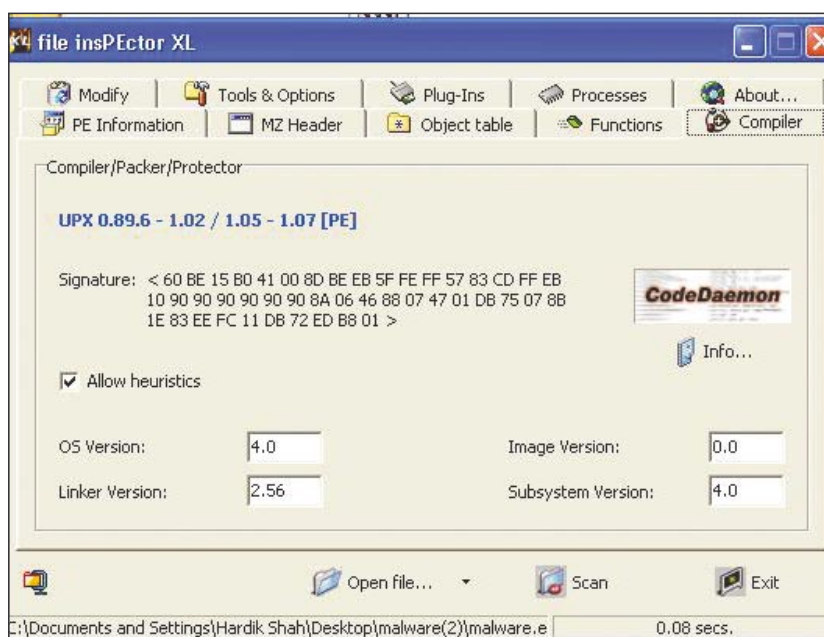 file insPEctor XL
Modify Tools & Options Plug-Ins Processes About...
PE Information MZ Header Object table Functions Compiler
Compiler/Packer/Protector
UPX 0.89.6 - 1.02 / 1.05 - 1.07 [PE]
Signature: < 60 BE 15 B0 41 00 8D BE EB 5F FE FF 57 83 CD FF EB
10 90 90 90 90 90 90 8A 06 46 88 07 47 01 DB 75 07 8B
1E 83 EE FC 11 DB 72 ED B8 01 >
CodeDaemon
Info...
Allow heuristics
OS Version: 4.0 Image Version: 0.0
Linker Version: 2.56 Subsystem Version: 4.0
Open file... Scan Exit
C:\Documents and Settings\Hardik Shah\Desktop\malware(2)\malware.e 0.08 secs.